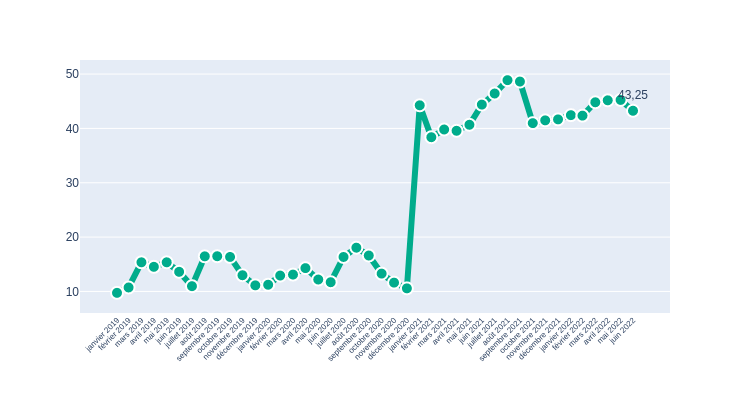 50
43,25
40
30
20
10
janvier 2019
février 2019
mars 2019
avril 2019
mai 2019
juin 2019
juillet 2019
août 2019
septembre 2019
octobre 2019
novembre 2019
décembre 2019
janvier 2020
février 2020
mars 2020
avril 2020
mai 2020
juin 2020
juillet 2020
août 2020
septembre 2020
octobre 2020
novembre 2020
décembre 2020
janvier 2021
février 2021
mars 2021
avril 2021
mai 2021
juin 2021
juillet 2021
août 2021
septembre 2021
octobre 2021
novembre 2021
décembre 2021
janvier 2022
février 2022
mars 2022
avril 2022
mai 2022
juin 2022